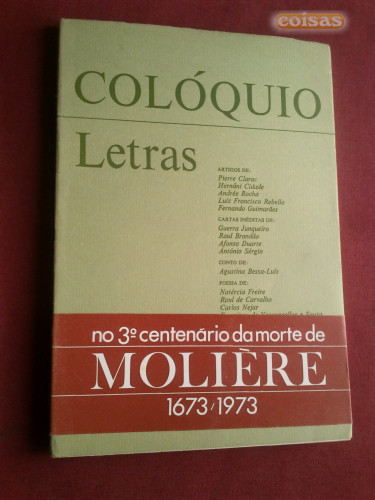 coisas
COLÓQUIO
Letras
ARTIGOS DE:
Pierre Clarac
Hernâni Cidade
Andrée Rocha
Luiz Francisco Rebello
Fernando Guimarães
CARTAS INÉDITAS DE:
Guerra Junqueiro
Raul Brandão
Afonso Duarte
António Sérgio
CONTO DE:
Agustina Bessa-Luís
POESIA DE:
Natércia Freire
Raul de Carvalho
Carlos Nejar
no 3º centenário da morte de
MOLIÈRE
1673/1973